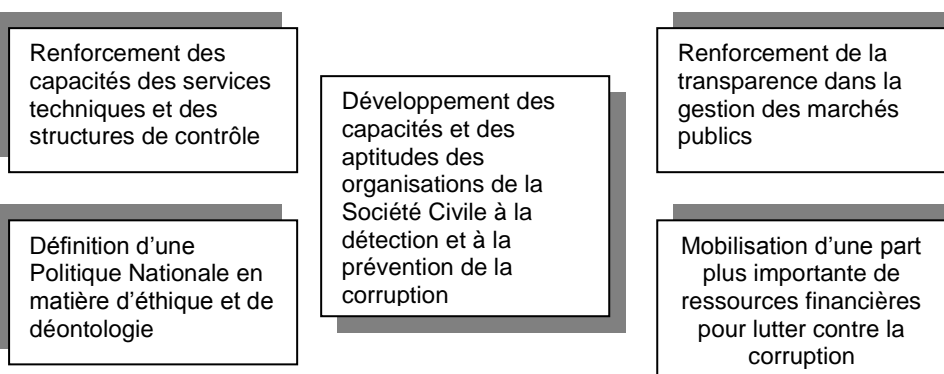 Renforcement des
capacités des services
techniques et des
structures de contrôle
Définition d’une
Politique Nationale en
matière d’éthique et de
déontologie
Développement des
capacités et des
aptitudes des
organisations de la
Société Civile à la
détection et à la
prévention de la
corruption
Renforcement de la
transparence dans la
gestion des marchés
publics
Mobilisation d’une part
plus importante de
ressources financières
pour lutter contre la
corruption